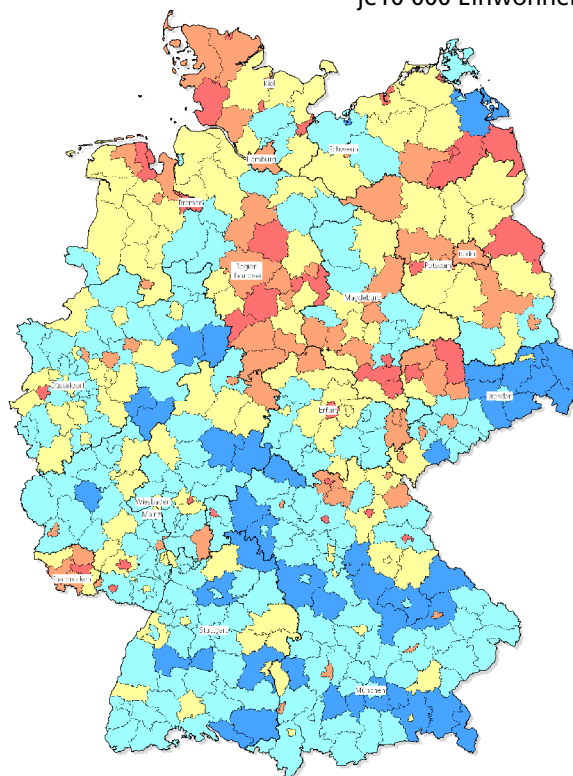 je10 000 Einwohner
Kiel
Schwerin
Hamburg
Bremen
Berlin
Potsdam
Region
Hannover
Magdeburg
Düsseldorf
Dresden
Erfurt
Wiesbaden
Mainz
Saarbrücken
Stuttgart
München